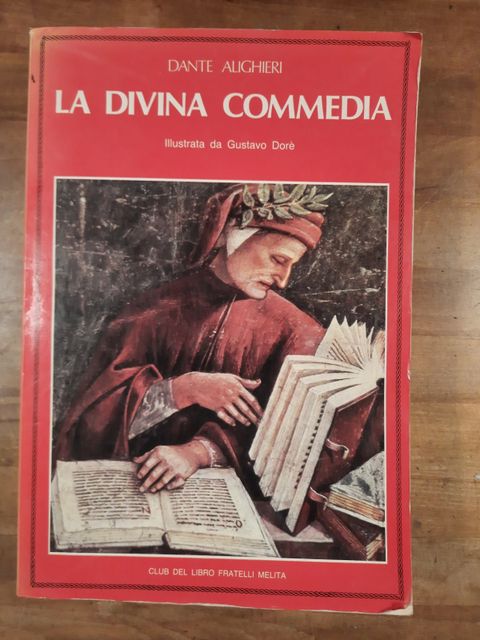 DANTE ALIGHIERI
LA DIVINA COMMEDIA
Illustrata da Gustavo Dorè
CLUB DEL LIBRO FRATELLI MELITA